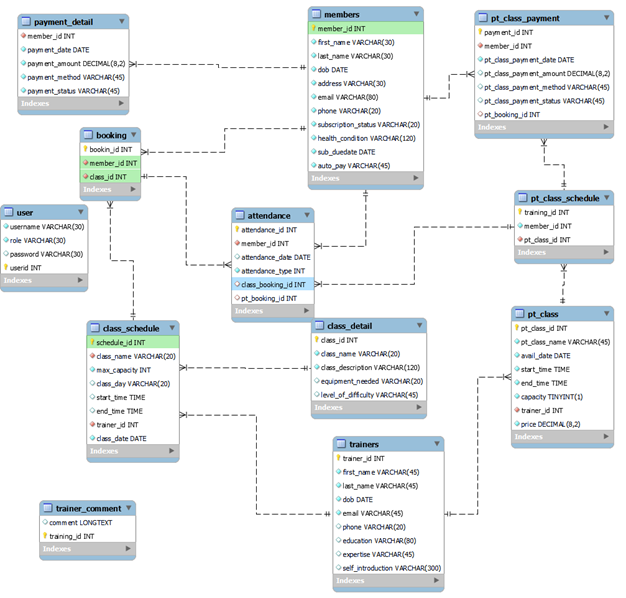 payment_detail
member_id INT
payment_date DATE
payment_amount DECIMAL(8,2)
payment_method VARCHAR(45)
payment_status VARCHAR(45)
Indexes
members
member_id INT
first_name VARCHAR(30)
last_name VARCHAR(30)
dob DATE
address VARCHAR(30)
email VARCHAR(80)
phone VARCHAR(20)
subscription_status VARCHAR(20)
health_condition VARCHAR(120)
sub_duedate DATE
auto_pay VARCHAR(45)
Indexes
pt_class_payment
payment_id INT
member_id INT
pt_class_payment_date DATE
pt_class_payment_amount DECIMAL(8,2)
pt_class_payment_method VARCHAR(45)
pt_class_payment_status VARCHAR(45)
pt_booking_id INT
Indexes
booking
bookin_id INT
member_id INT
class_id INT
Indexes
user
username VARCHAR(30)
role VARCHAR(30)
password VARCHAR(30)
userid INT
Indexes
attendance
attendance_id INT
member_id INT
attendance_date DATE
attendance_type INT
class_booking_id INT
pt_booking_id INT
Indexes
pt_class_schedule
training_id INT
member_id INT
pt_class_id INT
Indexes
class_schedule
schedule_id INT
class_name VARCHAR(20)
max_capacity INT
class_day VARCHAR(20)
start_time TIME
end_time TIME
trainer_id INT
class_date DATE
Indexes
class_detail
class_id INT
class_name VARCHAR(20)
class_description VARCHAR(120)
equipment_needed VARCHAR(20)
level_of_difficulty VARCHAR(45)
Indexes
pt_class
pt_class_id INT
pt_class_name VARCHAR(45)
avail_date DATE
start_time TIME
end_time TIME
capacity TINYINT(1)
trainer_id INT
price DECIMAL(8,2)
Indexes
trainers
trainer_id INT
first_name VARCHAR(45)
last_name VARCHAR(45)
dob DATE
email VARCHAR(45)
phone VARCHAR(20)
education VARCHAR(80)
expertise VARCHAR(45)
self_introduction VARCHAR(300)
Indexes
trainer_comment
comment LONGTEXT
training_id INT
Indexes